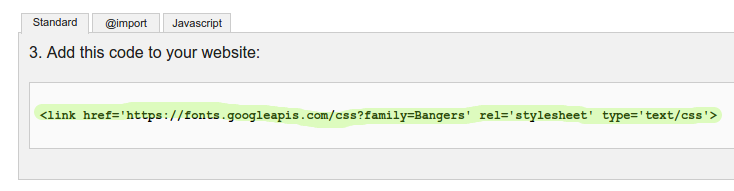 Standard @import Javascript
3. Add this code to your website:
<link href='https://fonts.googleapis.com/css?family=Bangers' rel='stylesheet' type='text/css'>